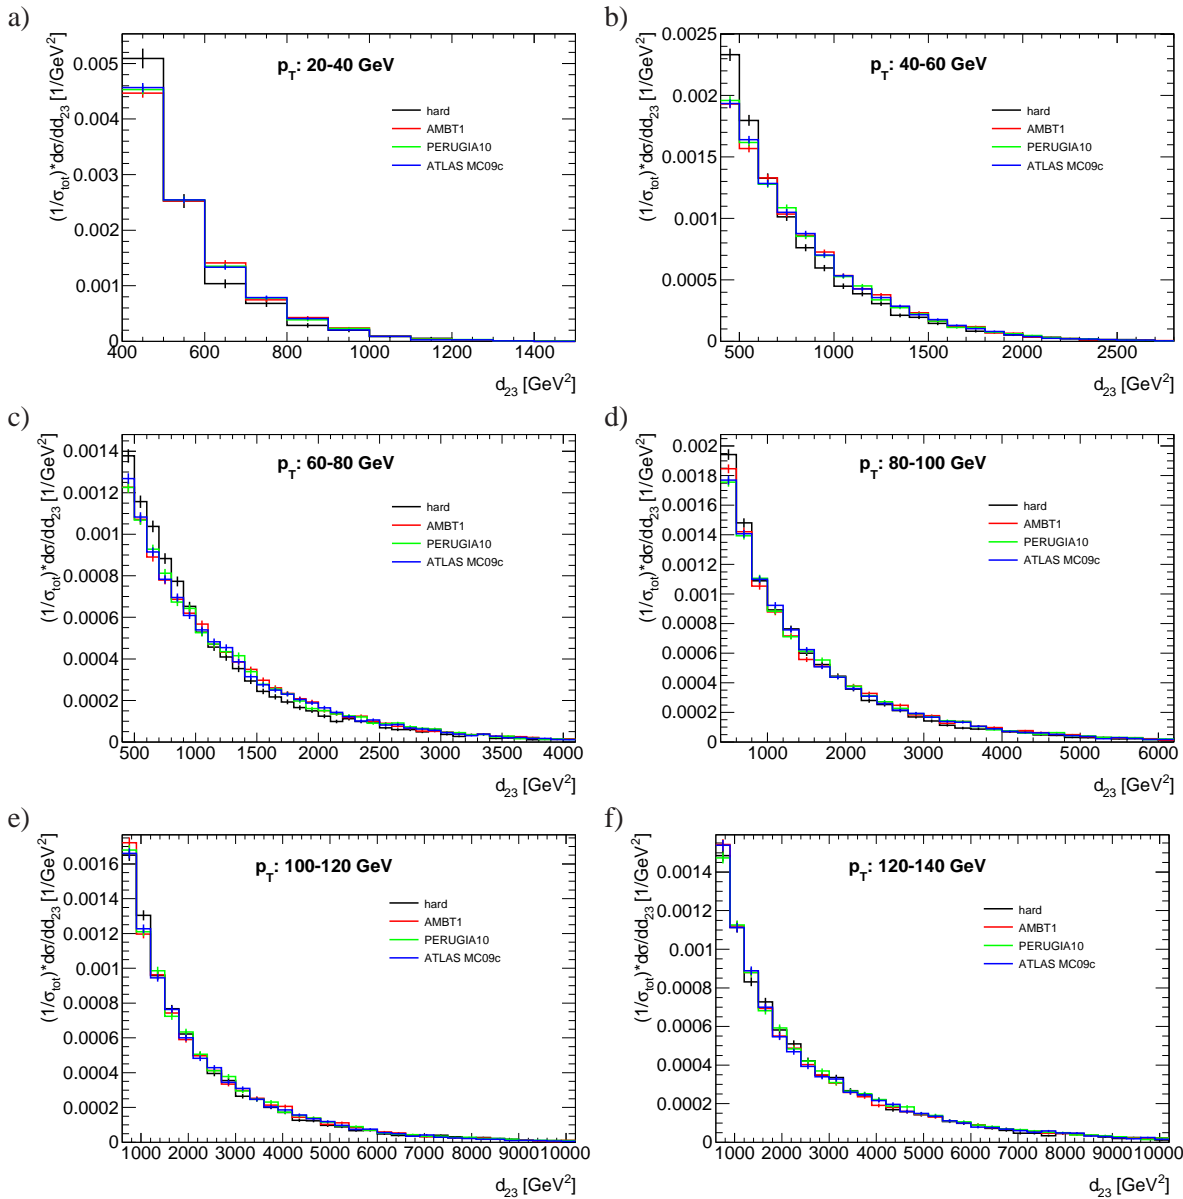 a)
(1/σtot)*dσ/dd23 [1/GeV2]
pT: 20-40 GeV
hard
AMBT1
PERUGIA10
ATLAS MC09c
0.005
0.004
0.003
0.002
0.001
0
400 600 800 1000 1200 1400
d23 [GeV2]
b)
(1/σtot)*dσ/dd23 [1/GeV2]
pT: 40-60 GeV
hard
AMBT1
PERUGIA10
ATLAS MC09c
0.0025
0.002
0.0015
0.001
0.0005
0
500 1000 1500 2000 2500
d23 [GeV2]
c)
(1/σtot)*dσ/dd23 [1/GeV2]
pT: 60-80 GeV
hard
AMBT1
PERUGIA10
ATLAS MC09c
0.0014
0.0012
0.001
0.0008
0.0006
0.0004
0.0002
0
500 1000 1500 2000 2500 3000 3500 4000
d23 [GeV2]
d)
(1/σtot)*dσ/dd23 [1/GeV2]
pT: 80-100 GeV
hard
AMBT1
PERUGIA10
ATLAS MC09c
0.002
0.0018
0.0016
0.0014
0.0012
0.001
0.0008
0.0006
0.0004
0.0002
0
1000 2000 3000 4000 5000 6000
d23 [GeV2]
e)
(1/σtot)*dσ/dd23 [1/GeV2]
pT: 100-120 GeV
hard
AMBT1
PERUGIA10
ATLAS MC09c
0.0016
0.0014
0.0012
0.001
0.0008
0.0006
0.0004
0.0002
0
1000 2000 3000 4000 5000 6000 7000 8000 9000 10000
d23 [GeV2]
f)
(1/σtot)*dσ/dd23 [1/GeV2]
pT: 120-140 GeV
hard
AMBT1
PERUGIA10
ATLAS MC09c
0.0014
0.0012
0.001
0.0008
0.0006
0.0004
0.0002
0
1000 2000 3000 4000 5000 6000 7000 8000 9000 10000
d23 [GeV2]